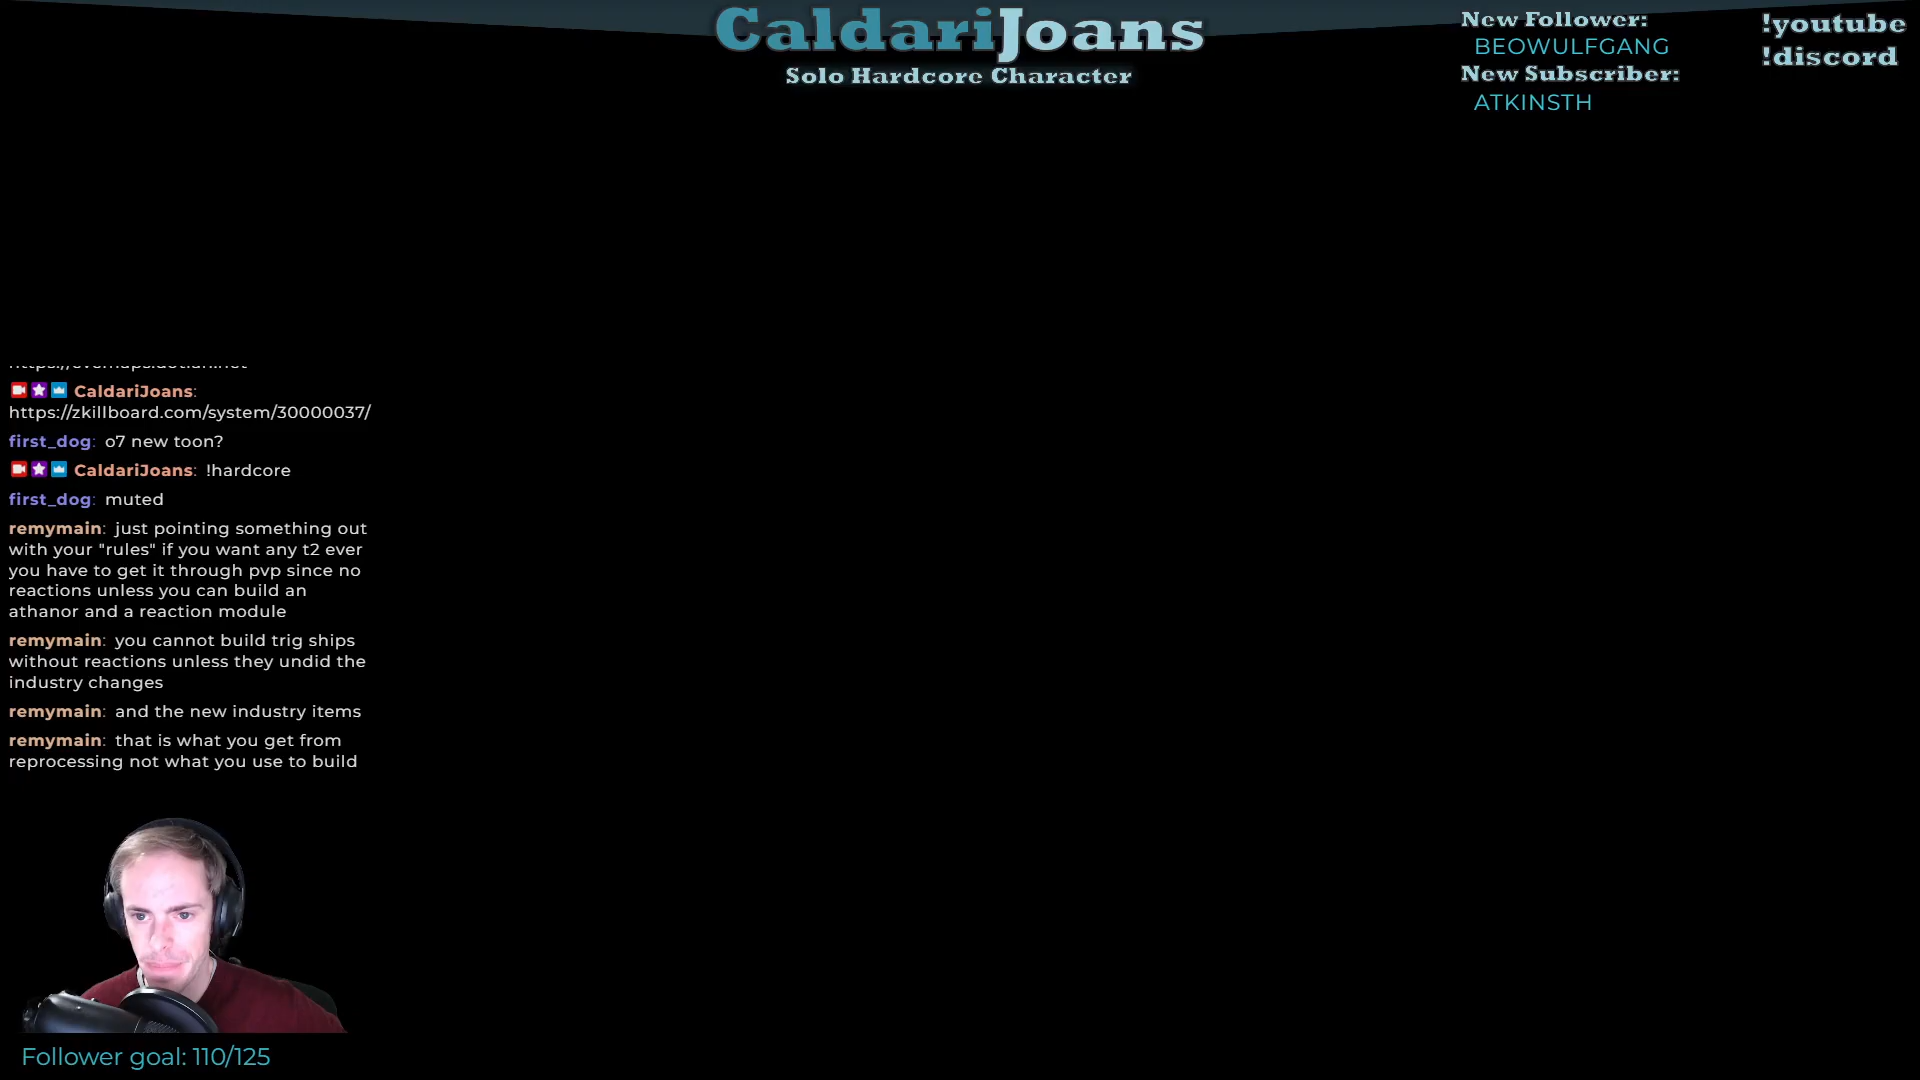 CaldariJoans
Solo Hardcore Character
New Follower:
BEOWULFGANG
New Subscriber:
ATKINSTH
!youtube
!discord
CaldariJoans:
https://zkillboard.com/system/30000037/
first_dog: o7 new toon?
CaldariJoans: !hardcore
first_dog: muted
remymain: just pointing something out
with your "rules" if you want any t2 ever
you have to get it through pvp since no
reactions unless you can build an
athanor and a reaction module
remymain: you cannot build trig ships
without reactions unless they undid the
industry changes
remymain: and the new industry items
remymain: that is what you get from
reprocessing not what you use to build
Follower goal: 110/125